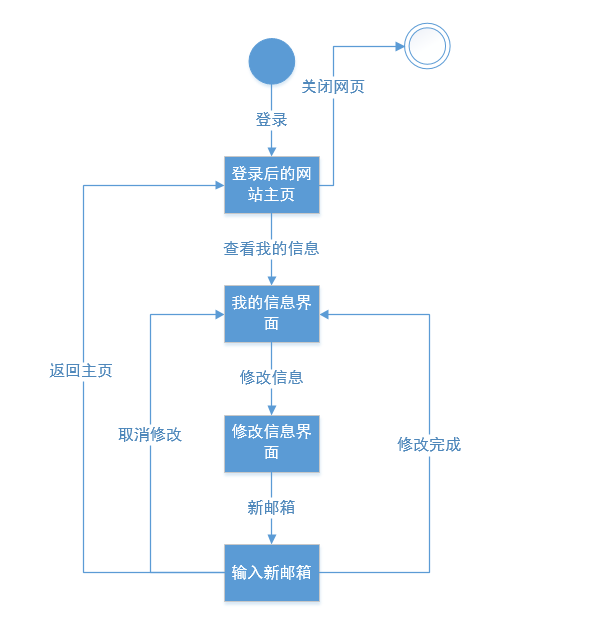 关闭网页
登录
登录后的网
站主页
查看我的信息
我的信息界
面
返回主页
修改信息
取消修改
修改信息界
面
修改完成
新邮箱
输入新邮箱